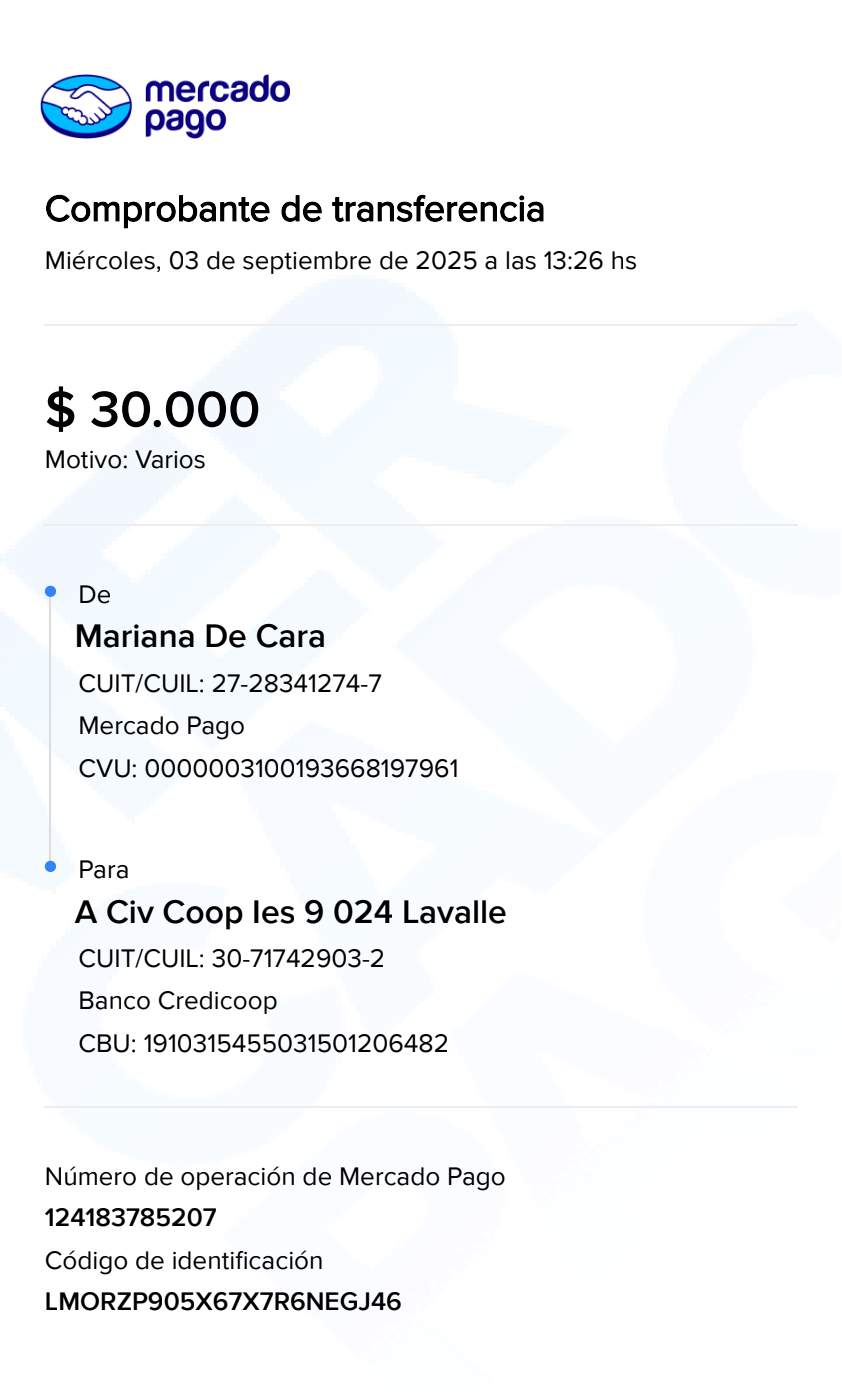 mercado
pago
Comprobante de transferencia
Miércoles, 03 de septiembre de 2025 a las 13:26 hs
$ 30.000
Motivo: Varios
De
Mariana De Cara
CUIT/CUIL: 27-28341274-7
Mercado Pago
CVU: 0000003100193668197961
Para
A Civ Coop Ies 9 024 Lavalle
CUIT/CUIL: 30-71742903-2
Banco Credicoop
CBU: 1910315455031501206482
Número de operación de Mercado Pago
124183785207
Código de identificación
LMORZP905X67X7R6NEGJ46